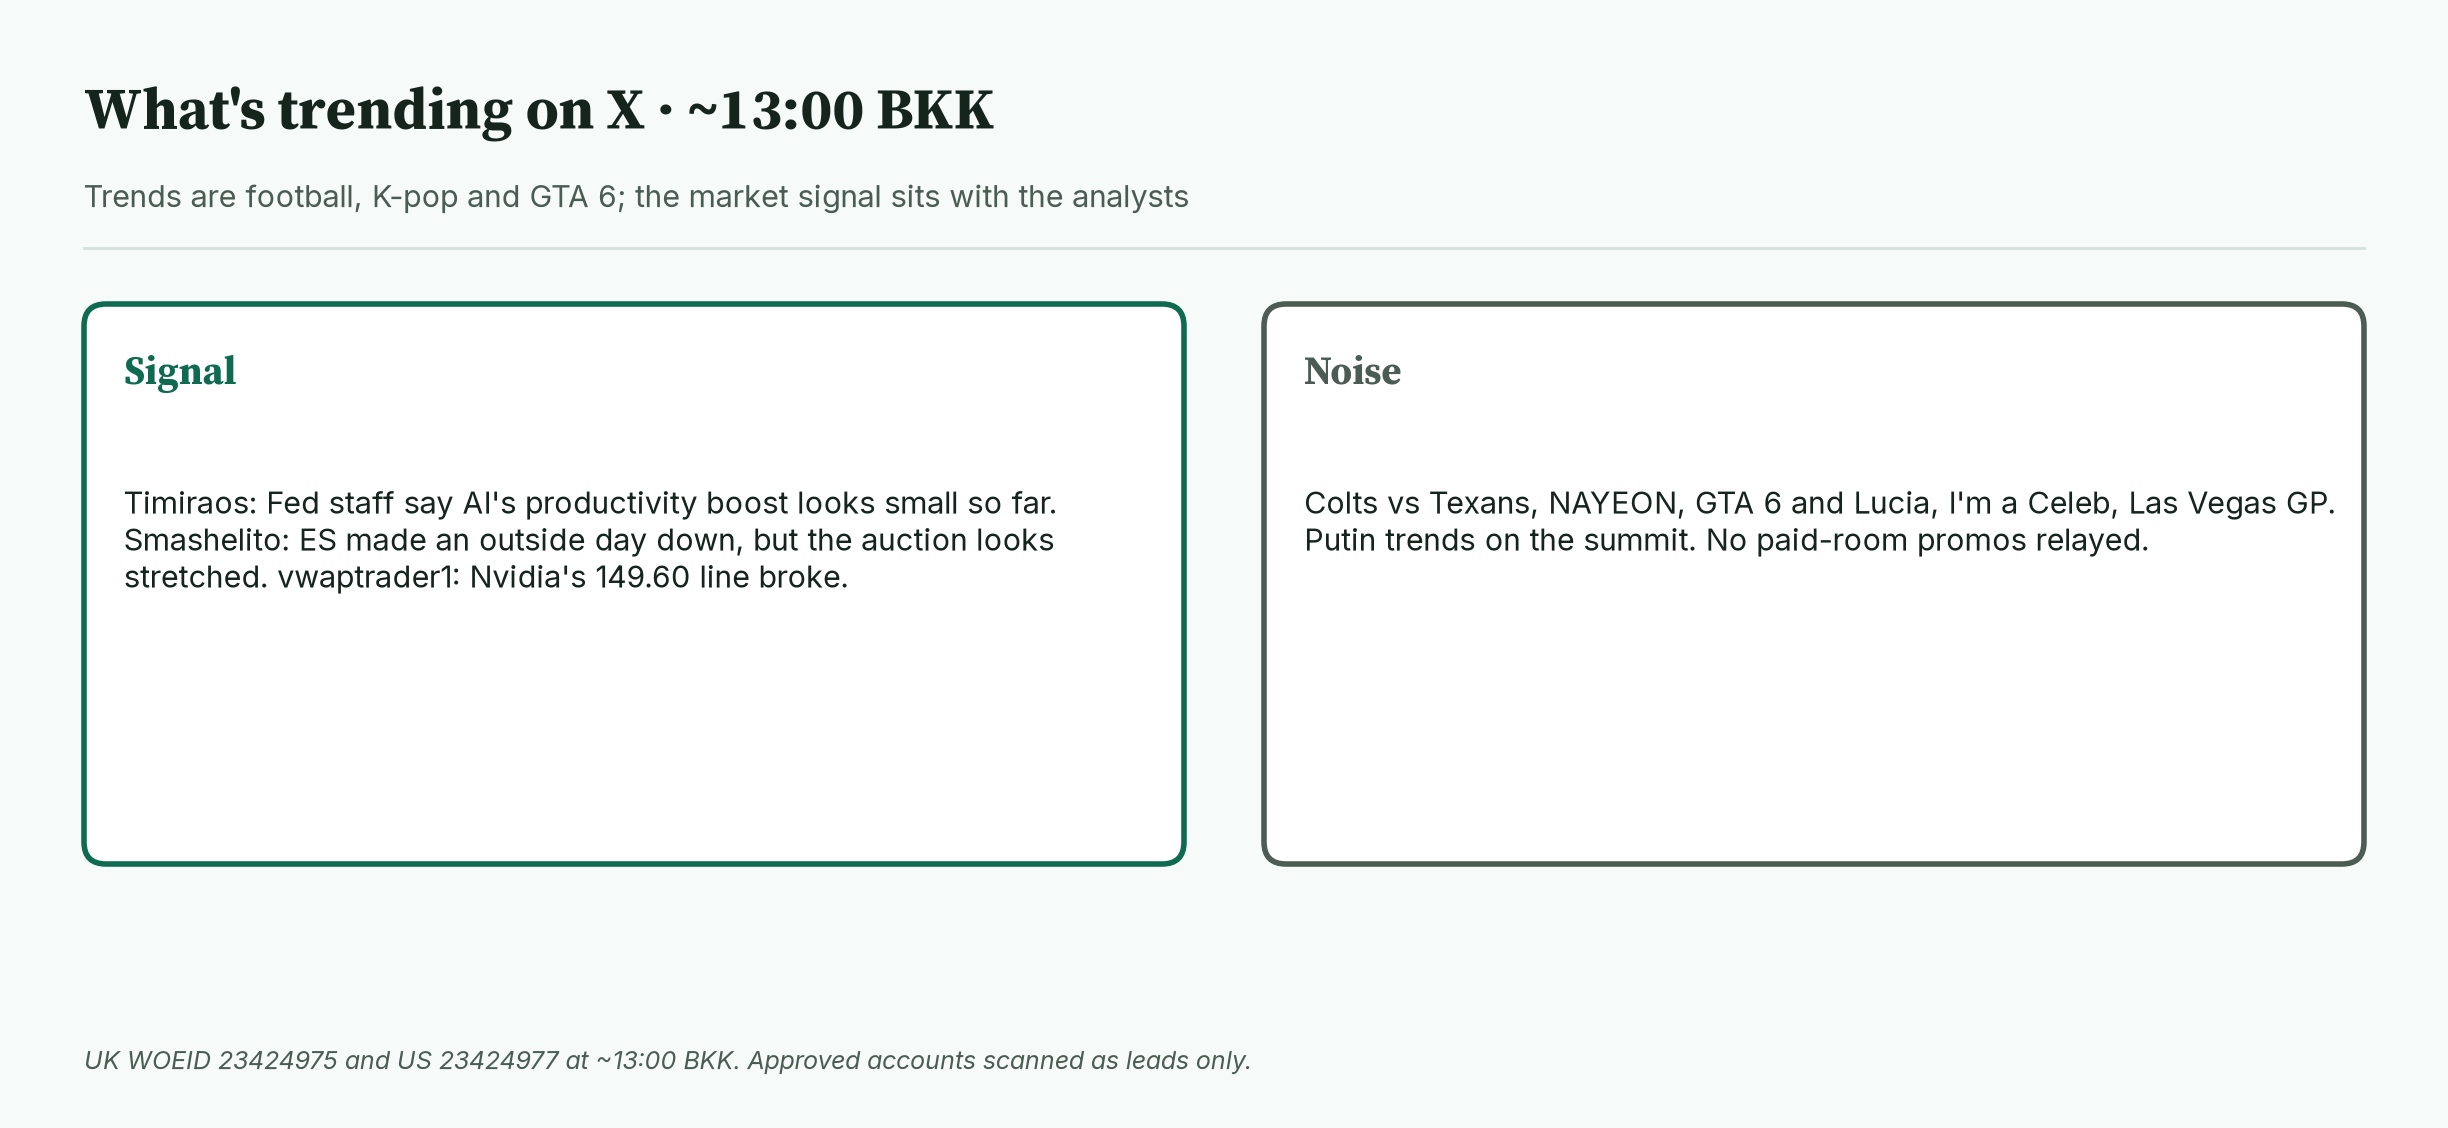 What's trending on X · ~13:00 BKK
Trends are football, K-pop and GTA 6; the market signal sits with the analysts
Signal
Timiraos: Fed staff say AI's productivity boost looks small so far.
Smashelito: ES made an outside day down, but the auction looks
stretched. vwaptrader1: Nvidia's 149.60 line broke.
Noise
Colts vs Texans, NAYEON, GTA 6 and Lucia, I'm a Celeb, Las Vegas GP.
Putin trends on the summit. No paid-room promos relayed.
UK WOEID 23424975 and US 23424977 at ~13:00 BKK. Approved accounts scanned as leads only.